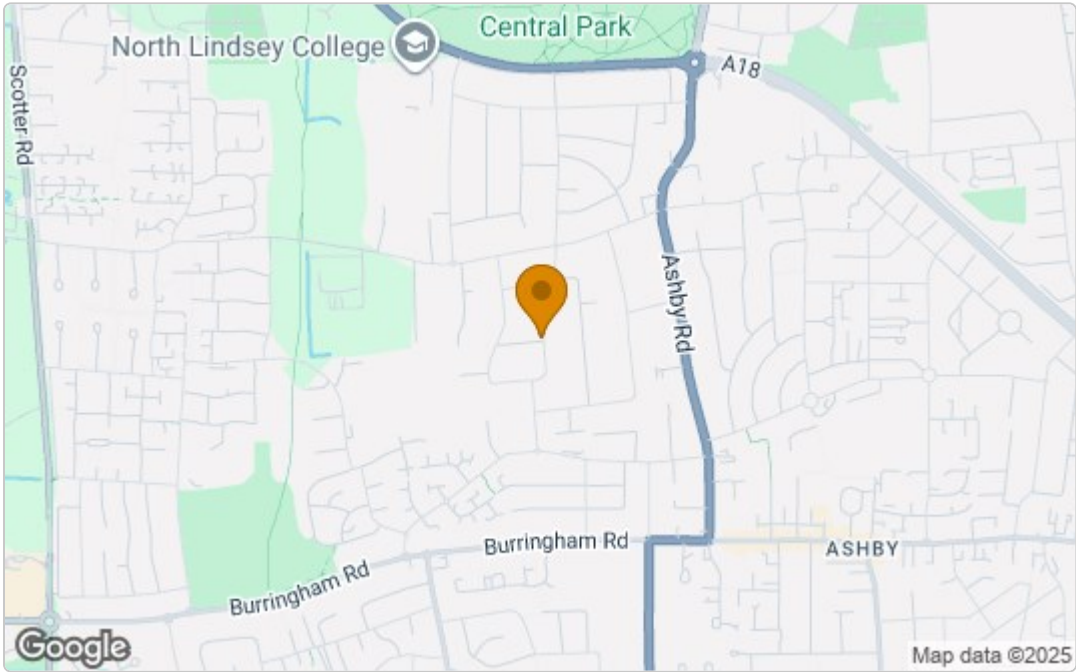 Central Park
North Lindsey College
A18
Scotter Rd
Ashby Rd
Burringham Rd
Burringham Rd
ASHBY
Google
Map data ©2025